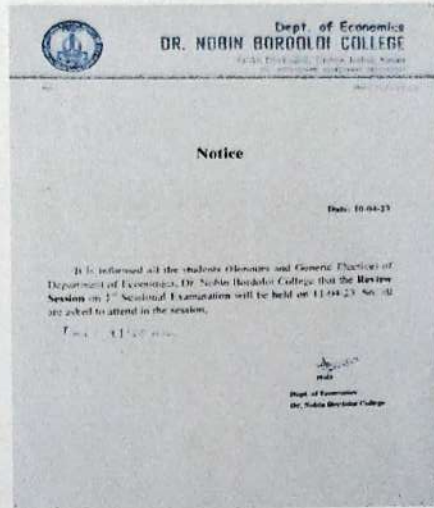 Dept. of Economics
DR. NOBIN BORDOLOI COLLEGE
Notice
Date: 10-04-23
It is informed all the students (Honours and Generic Elective) of
Department of Economics, Dr. Nobin Bordoloi College that the Review
Session on 1st Sessional Examination will be held on 11-04-23. So, all
are asked to attend in the session.
HoD
Dept. of Economics
Dr. Nobin Bordoloi College